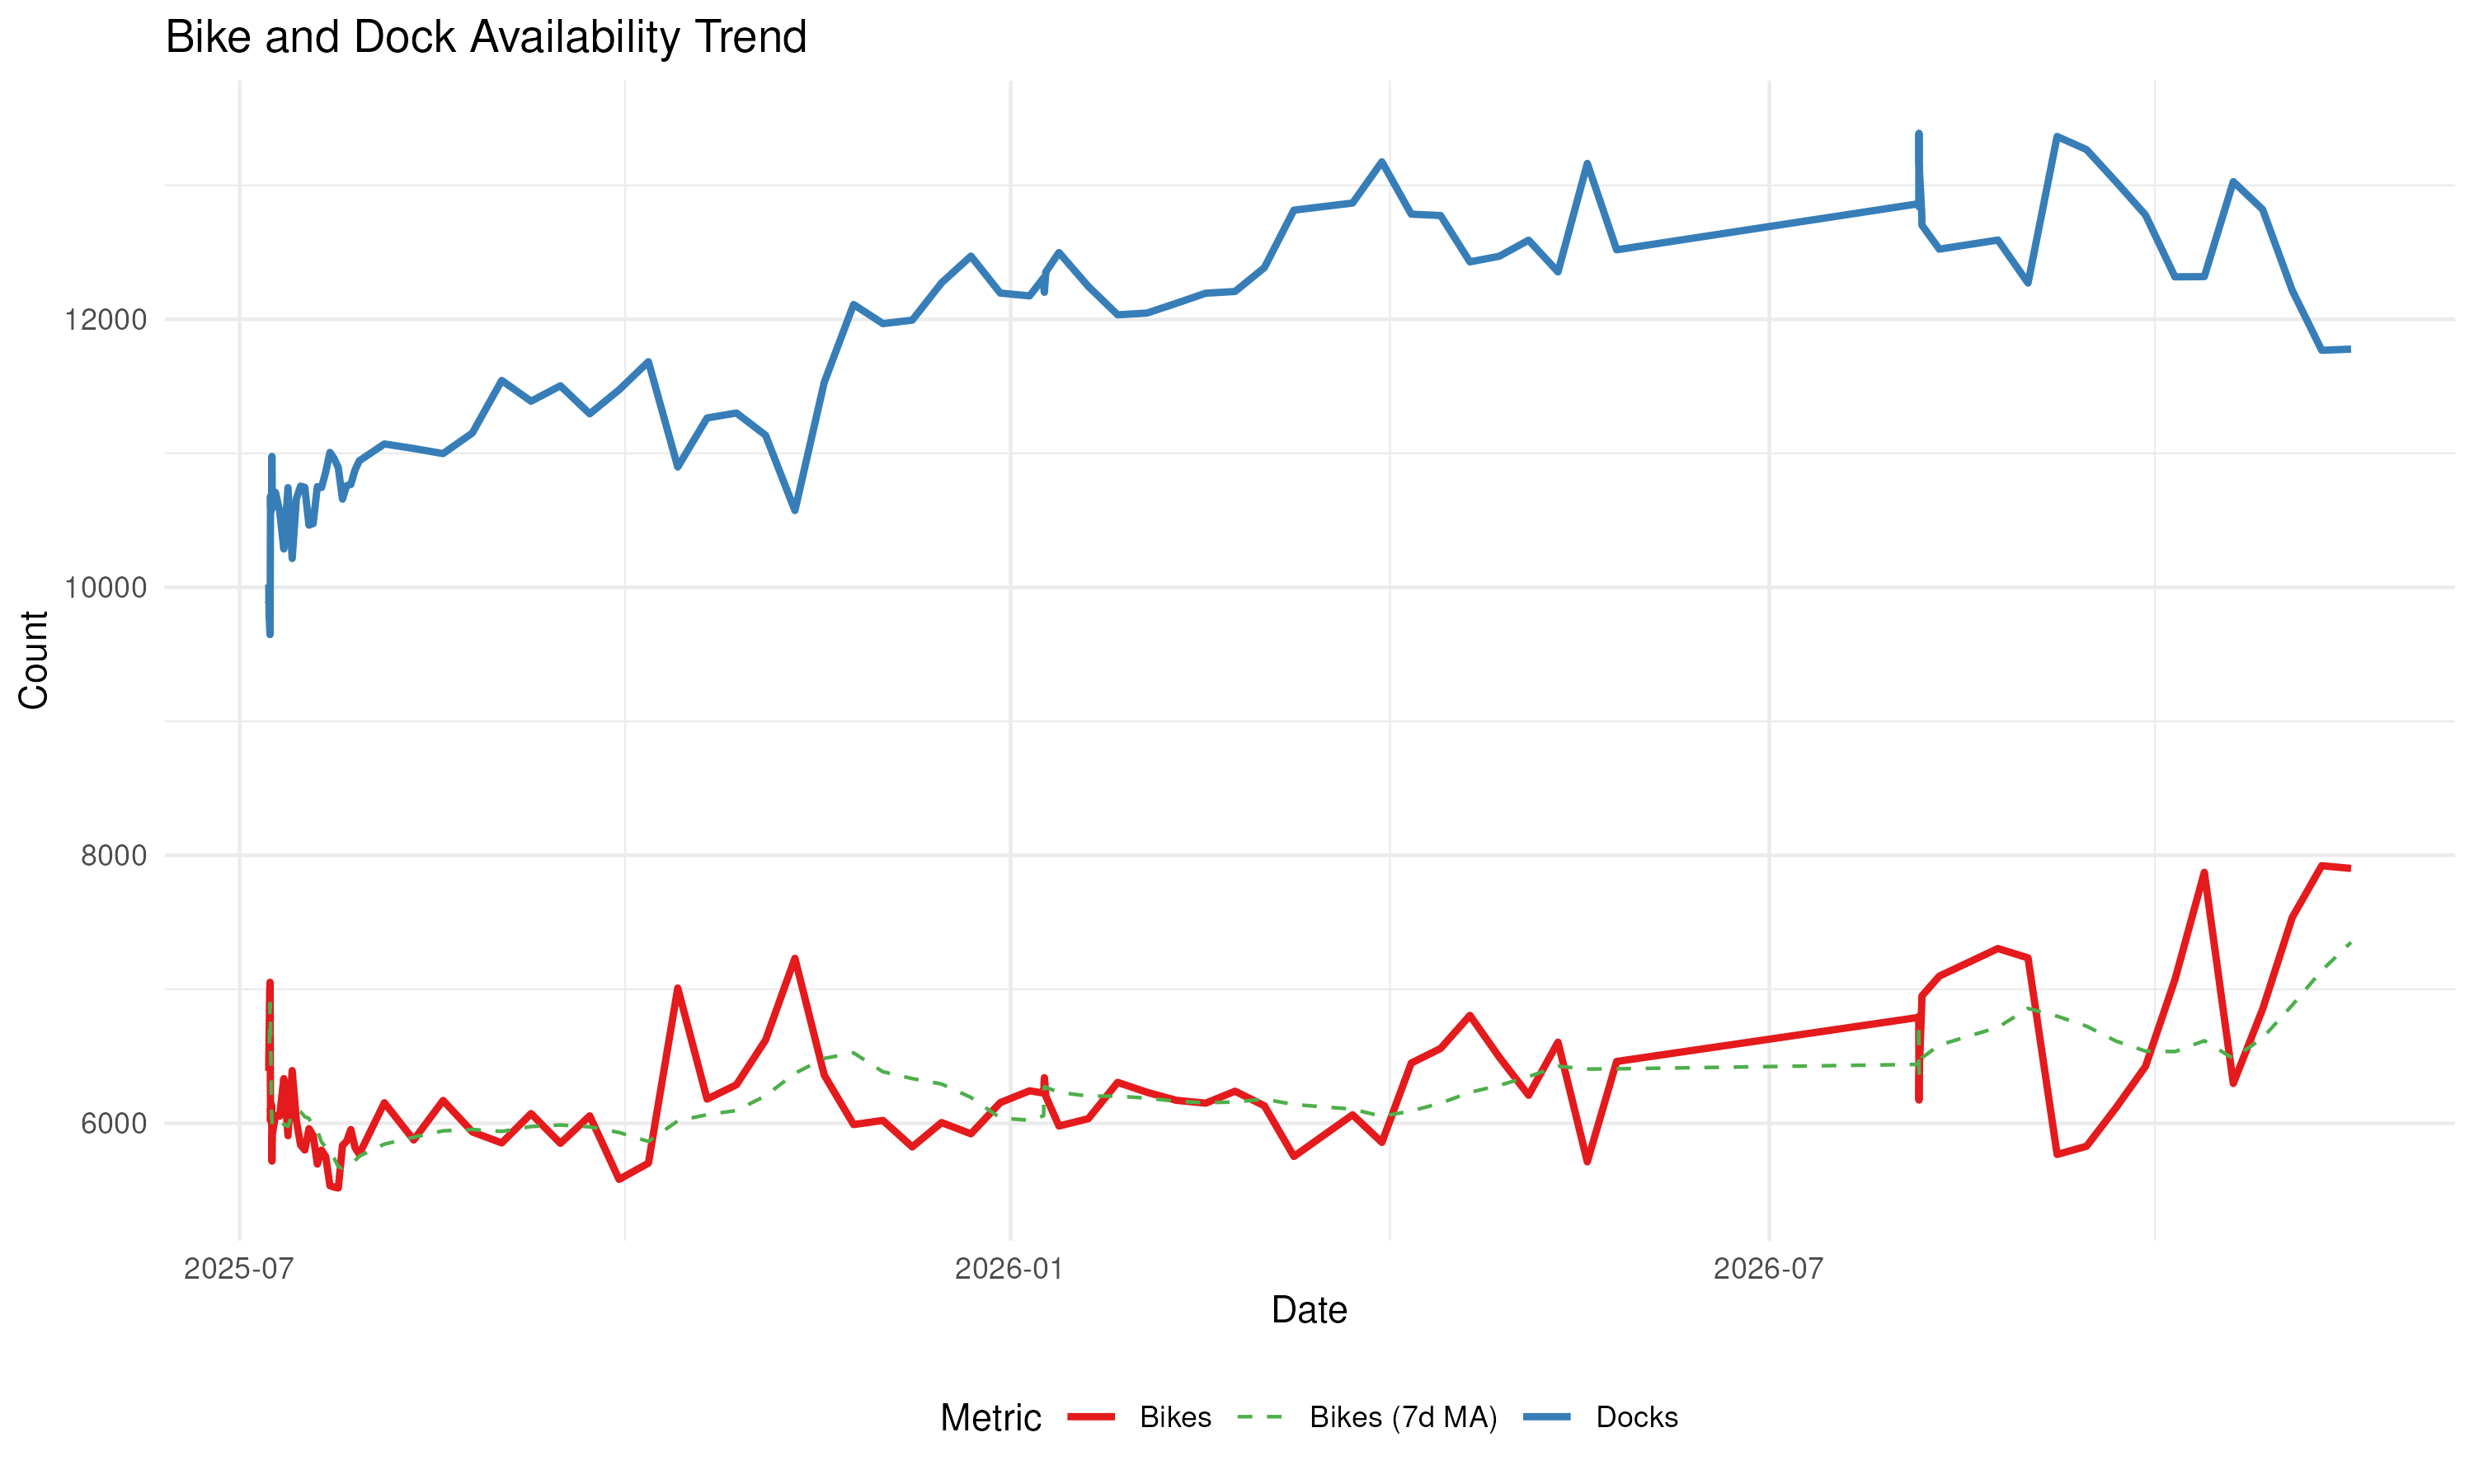 Bike and Dock Availability Trend
Count
12000
10000
8000
6000
2025-07
2026-01
2026-07
Date
Metric
Bikes
Bikes (7d MA)
Docks